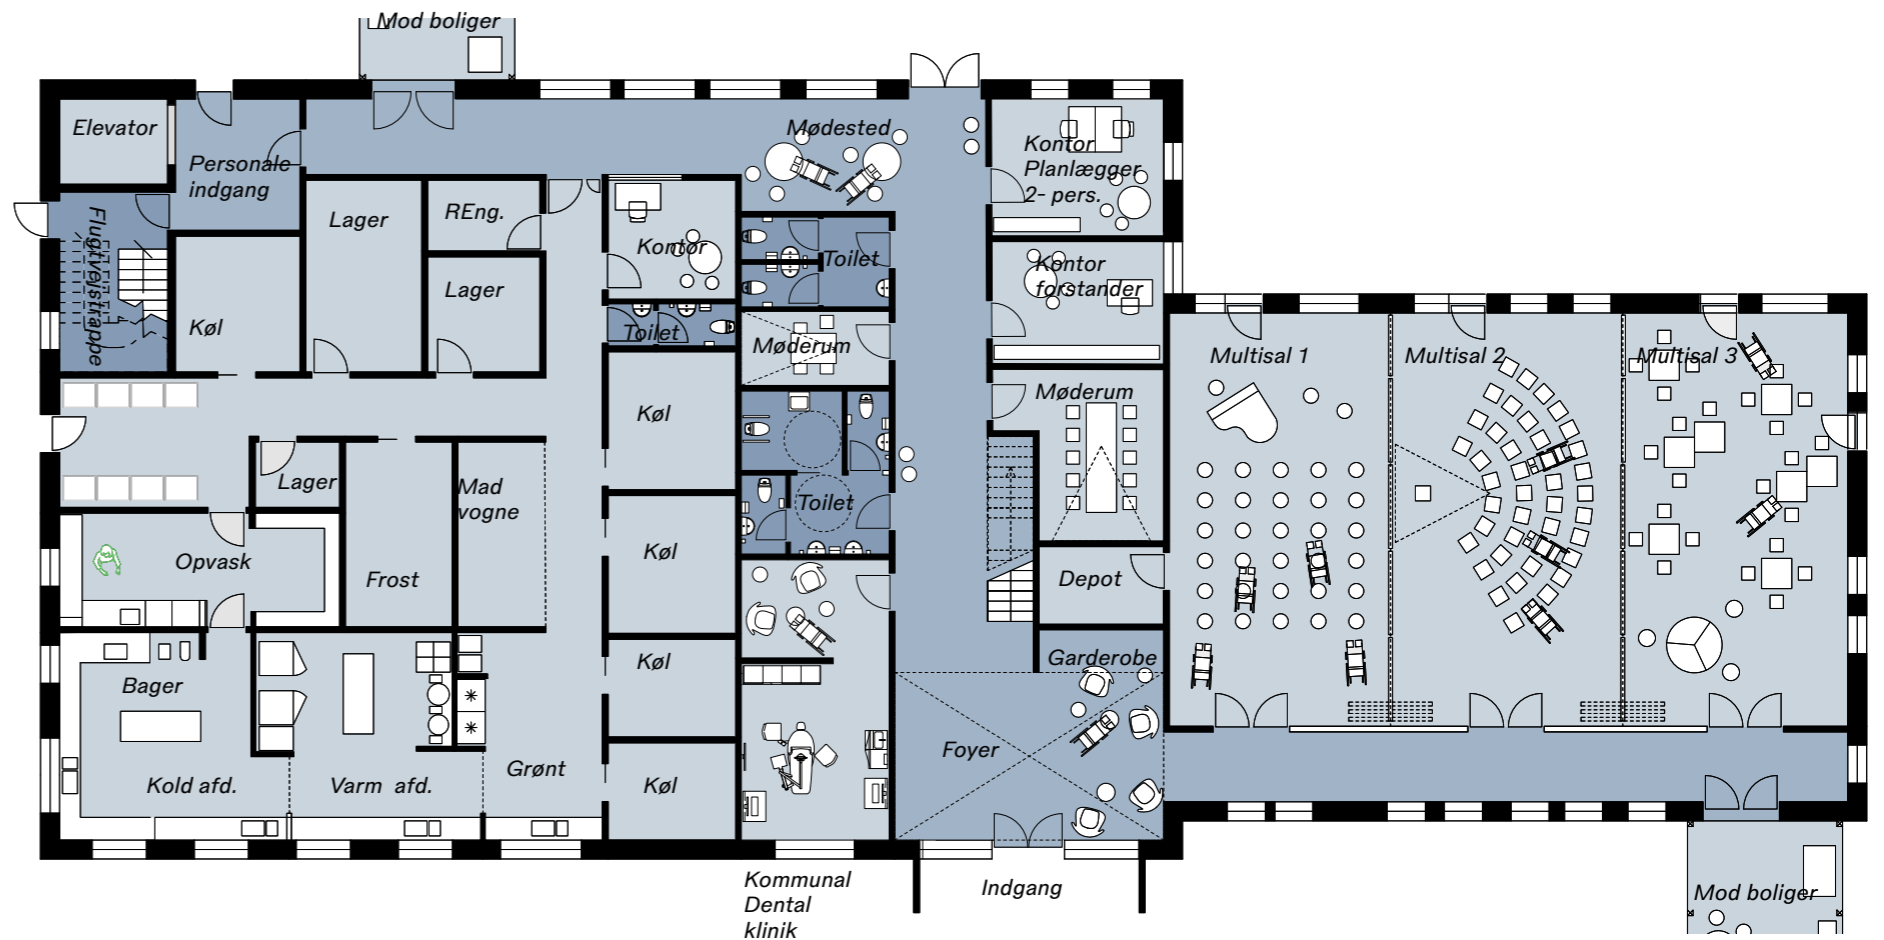 Mod boliger
Elevator
Personale
indgang
Flugtvejstrappe
Lager
REng.
Lager
Køl
Kontor
Toilet
Mødested
Toilet
Møderum
Kontor
Planlægger
2- pers.
Kontor
forstander
Møderum
Multisal 1
Multisal 2
Multisal 3
Køl
Lager
Mad
vogne
Toilet
Opvask
Frost
Køl
Depot
Køl
Garderobe
Bager
Kold afd.
Varm afd.
Grønt
Køl
Foyer
Kommunal
Dental
klinik
Indgang
Mod boliger